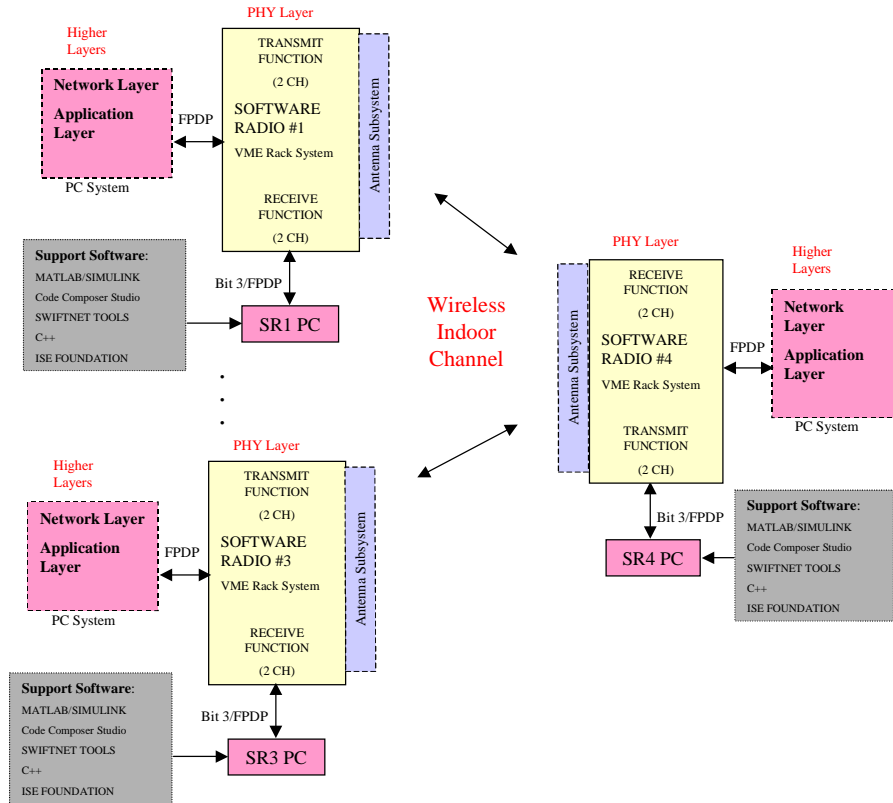 PHY Layer
Higher
Layers
Network Layer
Application
Layer
PC System
FPDP
TRANSMIT
FUNCTION
(2 CH)
SOFTWARE
RADIO #1
VME Rack System
RECEIVE
FUNCTION
(2 CH)
Antenna Subsystem
Support Software:
MATLAB/SIMULINK
Code Composer Studio
SWIFTNET TOOLS
C++
ISE FOUNDATION
Bit 3/FPDP
SR1 PC
Wireless
Indoor
Channel
PHY Layer
Antenna Subsystem
RECEIVE
FUNCTION
(2 CH)
SOFTWARE
RADIO #4
VME Rack System
TRANSMIT
FUNCTION
(2 CH)
FPDP
Higher
Layers
Network
Layer
Application
Layer
PC System
Bit 3/FPDP
SR4 PC
Support Software:
MATLAB/SIMULINK
Code Composer Studio
SWIFTNET TOOLS
C++
ISE FOUNDATION
PHY Layer
Higher
Layers
Network Layer
Application
Layer
PC System
FPDP
TRANSMIT
FUNCTION
(2 CH)
SOFTWARE
RADIO #3
VME Rack System
RECEIVE
FUNCTION
(2 CH)
Antenna Subsystem
Support Software:
MATLAB/SIMULINK
Code Composer Studio
SWIFTNET TOOLS
C++
ISE FOUNDATION
Bit 3/FPDP
SR3 PC